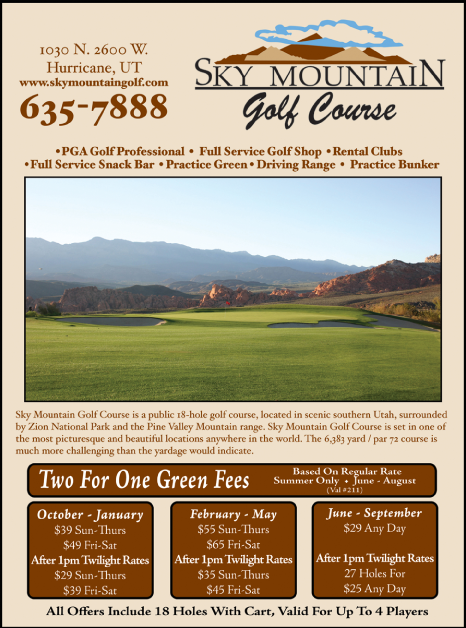 1030 N. 2600 W.
Hurricane, UT
www.skymountaingolf.com
635-7888
SKY MOUNTAIN
Golf Course
• PGA Golf Professional • Full Service Golf Shop • Rental Clubs
• Full Service Snack Bar • Practice Green • Driving Range • Practice Bunker
Sky Mountain Golf Course is a public 18-hole golf course, located in scenic southern Utah, surrounded
by Zion National Park and the Pine Valley Mountain range. Sky Mountain Golf Course is set in one of
the most picturesque and beautiful locations anywhere in the world. The 6,383 yard / par 72 course is
much more challenging than the yardage would indicate.
Two For One Green Fees
Based On Regular Rate
Summer Only • June - August
(Val #211)
October - January
$39 Sun-Thurs
$49 Fri-Sat
After 1pm Twilight Rates
$29 Sun-Thurs
$39 Fri-Sat
February - May
$55 Sun-Thurs
$65 Fri-Sat
After 1pm Twilight Rates
$35 Sun-Thurs
$45 Fri-Sat
June - September
$29 Any Day
After 1pm Twilight Rates
27 Holes For
$25 Any Day
All Offers Include 18 Holes With Cart, Valid For Up To 4 Players